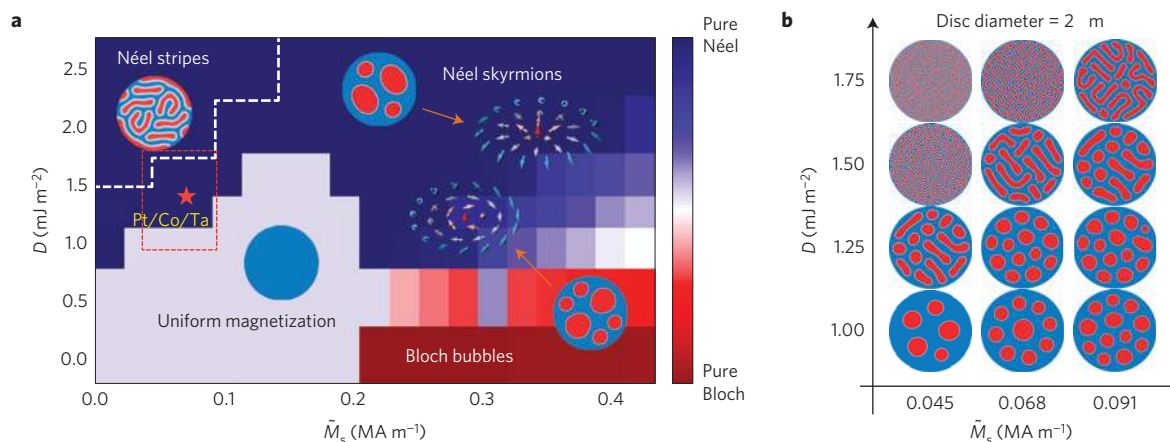 a
Pure
Néel
2.5
2.0
1.5
1.0
0.5
0.0
D (mJ m⁻²)
Néel stripes
Néel skyrmions
Pt/Co/Ta
Uniform magnetization
Bloch bubbles
Pure
Bloch
0.0
0.1
0.2
0.3
0.4
M̃s (MA m⁻¹)
b
Disc diameter = 2 m
1.75
1.50
1.25
1.00
D (mJ m⁻²)
0.045
0.068
0.091
M̃s (MA m⁻¹)